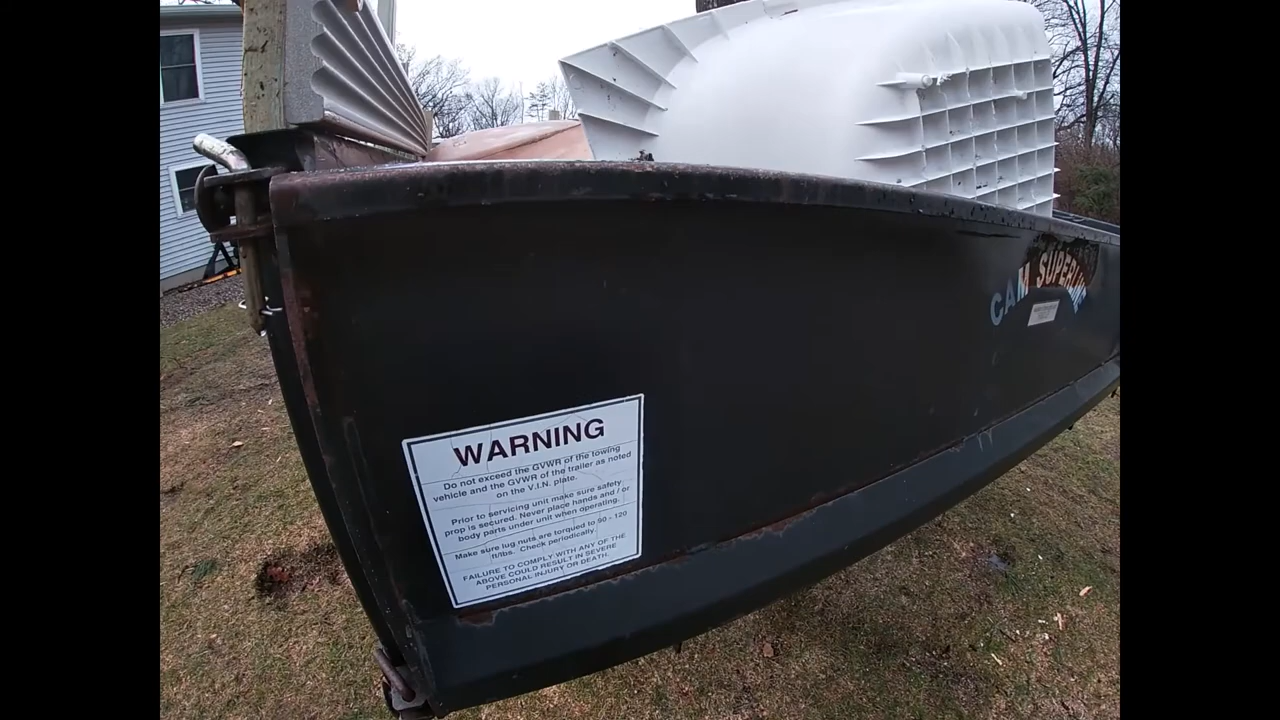 CAM SUPERLINE
WARNING
Do not exceed the GVWR of the towing
vehicle and the GVWR of the trailer as noted
on the V.I.N. plate.
Prior to servicing unit make sure safety
prop is secured. Never place hands and / or
body parts under unit when operating.
Make sure lug nuts are torqued to 90 - 120
ft/lbs. Check periodically.
FAILURE TO COMPLY WITH ANY OF THE
ABOVE COULD RESULT IN SEVERE
PERSONAL INJURY OR DEATH.